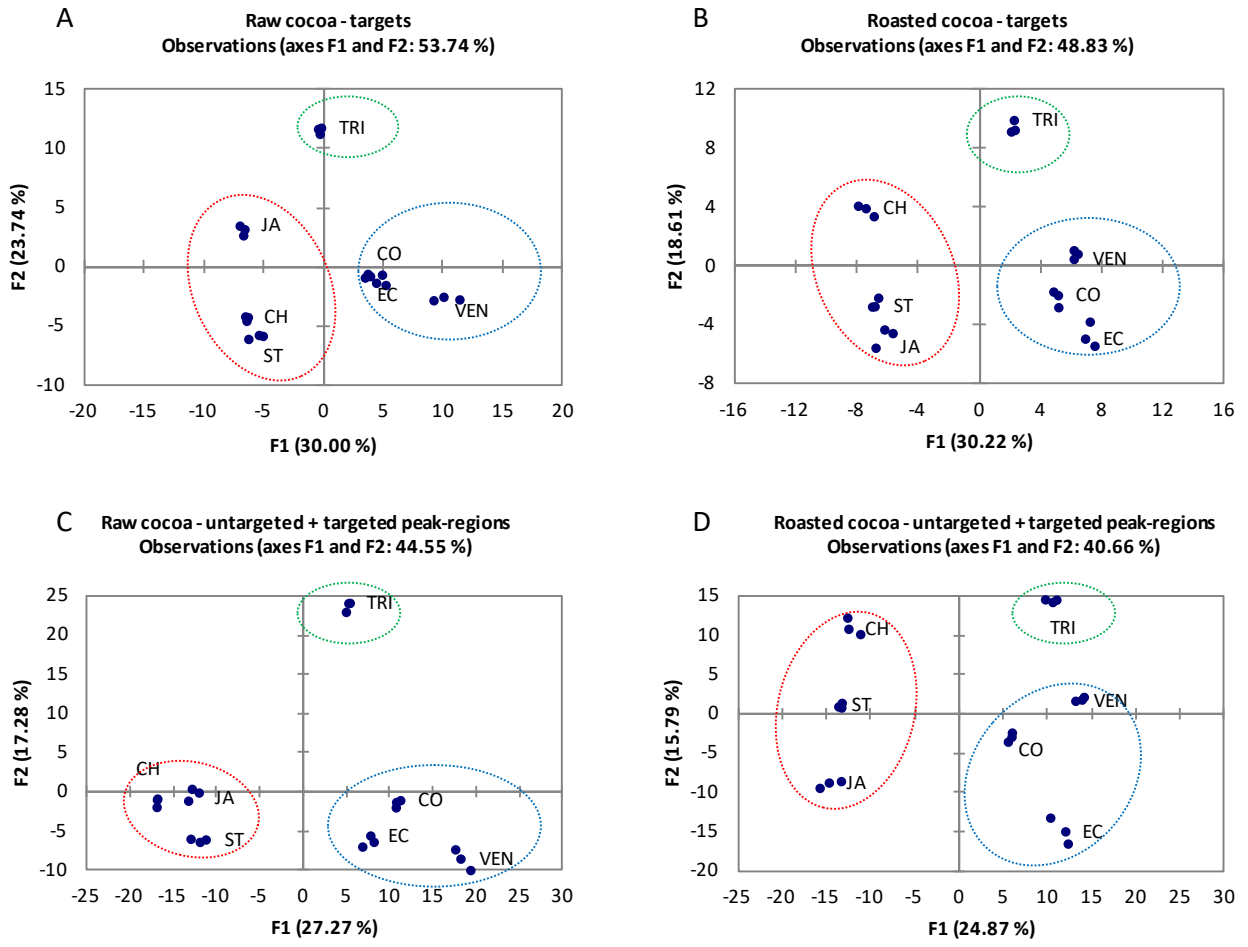 A
Raw cocoa - targets
Observations (axes F1 and F2: 53.74 %)
15
10
5
0
-5
-10
-20
-15
-10
-5
0
5
10
15
20
F2 (23.74 %)
F1 (30.00 %)
TRI
JA
CO
EC
VEN
CH
ST
B
Roasted cocoa - targets
Observations (axes F1 and F2: 48.83 %)
12
8
4
0
-4
-8
-16
-12
-8
-4
0
4
8
12
16
F2 (18.61 %)
F1 (30.22 %)
TRI
CH
VEN
CO
ST
JA
EC
C
Raw cocoa - untargeted + targeted peak-regions
Observations (axes F1 and F2: 44.55 %)
25
20
15
10
5
0
-5
-10
-25
-20
-15
-10
-5
0
5
10
15
20
25
30
F2 (17.28 %)
F1 (27.27 %)
TRI
CH
JA
CO
ST
EC
VEN
D
Roasted cocoa - untargeted + targeted peak-regions
Observations (axes F1 and F2: 40.66 %)
15
10
5
0
-5
-10
-15
-20
-25
-20
-15
-10
-5
0
5
10
15
20
25
30
F2 (15.79 %)
F1 (24.87 %)
TRI
CH
ST
VEN
CO
JA
EC